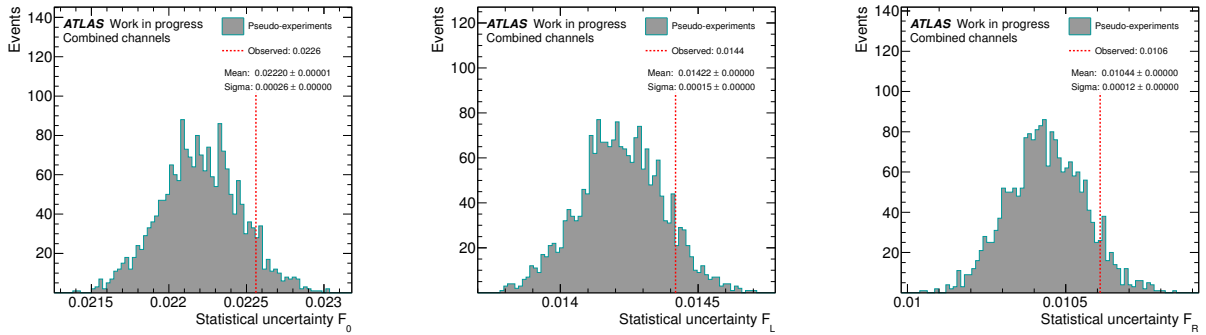 Events
140
120
100
80
60
40
20
ATLAS Work in progress
Combined channels
Pseudo-experiments
Observed: 0.0226
Mean: 0.02220 ± 0.00001
Sigma: 0.00026 ± 0.00000
0.0215 0.022 0.0225 0.023
Statistical uncertainty F0
Events
120
100
80
60
40
20
ATLAS Work in progress
Combined channels
Pseudo-experiments
Observed: 0.0144
Mean: 0.01422 ± 0.00000
Sigma: 0.00015 ± 0.00000
0.014 0.0145
Statistical uncertainty FL
Events
140
120
100
80
60
40
20
ATLAS Work in progress
Combined channels
Pseudo-experiments
Observed: 0.0106
Mean: 0.01044 ± 0.00000
Sigma: 0.00012 ± 0.00000
0.01 0.0105
Statistical uncertainty FR